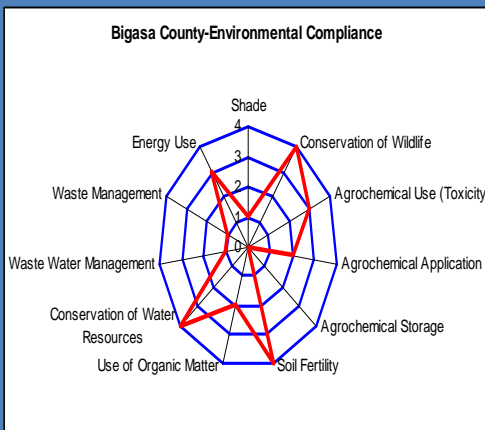 Bigasa County-Environmental Compliance
Shade
4
Energy Use
Conservation of Wildlife
3
Waste Management
2
Agrochemical Use (Toxicity
1
Waste Water Management
0
Agrochemical Application
Conservation of Water
Resources
Agrochemical Storage
Use of Organic Matter
Soil Fertility